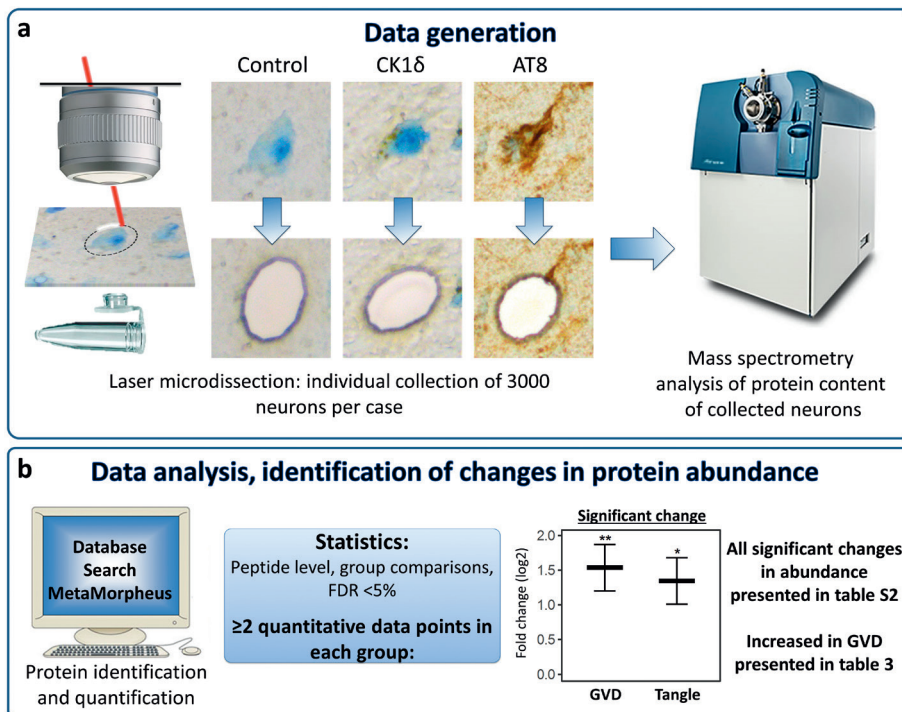 a
Data generation
Control
CK1δ
AT8
Laser microdissection: individual collection of 3000
neurons per case
Mass spectrometry
analysis of protein content
of collected neurons
b
Data analysis, identification of changes in protein abundance
Database
Search
MetaMorpheus
Protein identification
and quantification
Statistics:
Peptide level, group comparisons,
FDR <5%
≥2 quantitative data points in
each group:
Significant change
Fold change (log2)
2.0
1.5
1.0
0.5
0.0
**
*
GVD
Tangle
All significant changes
in abundance
presented in table S2
Increased in GVD
presented in table 3